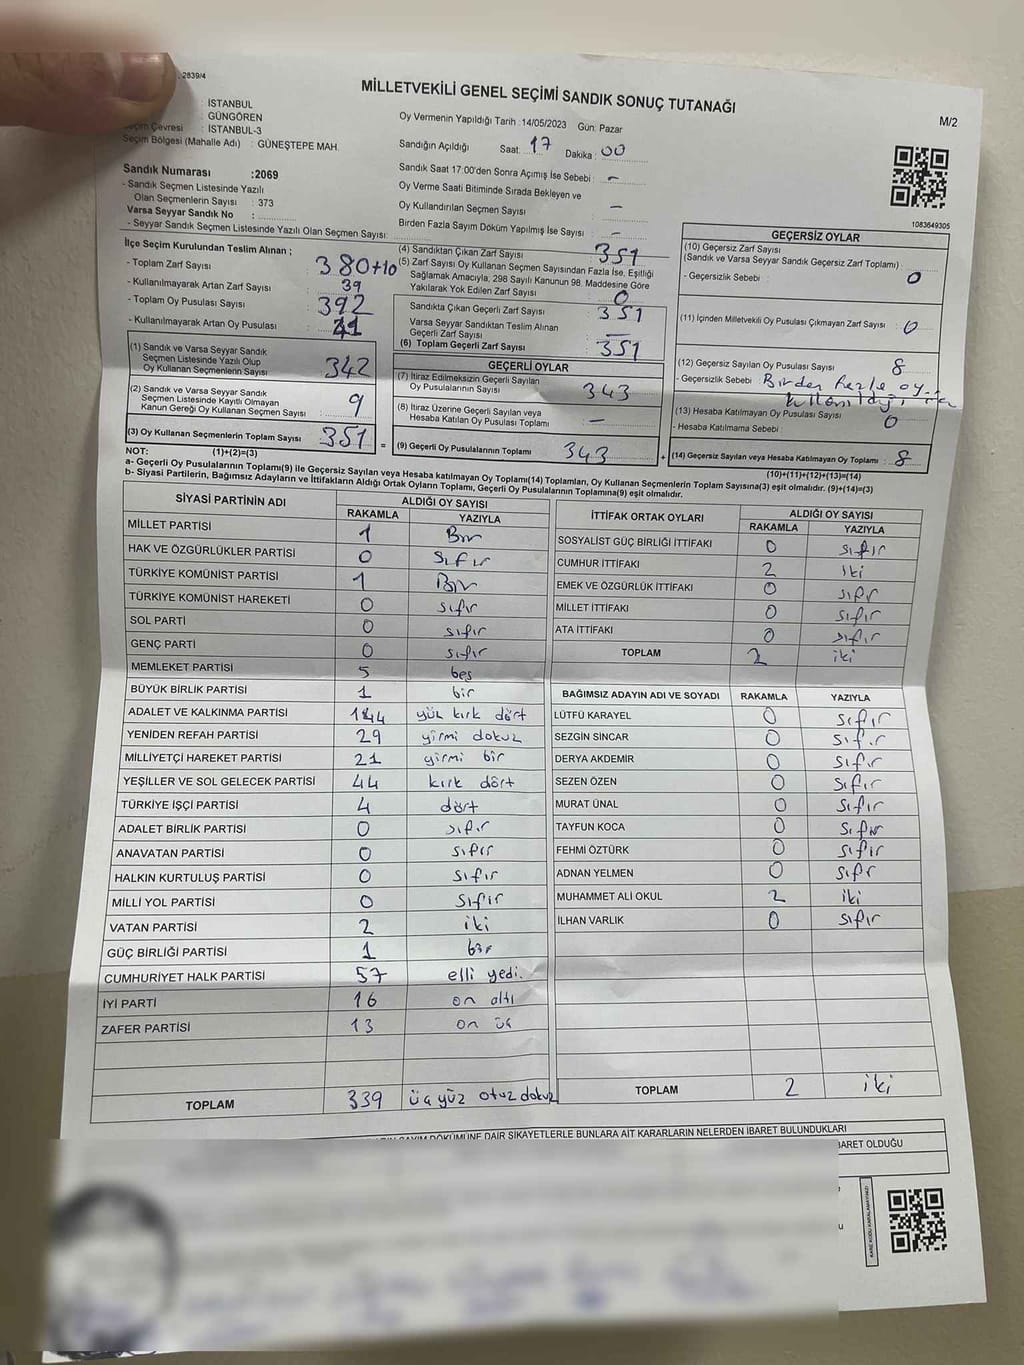 2839/4
MİLLETVEKİLİ GENEL SEÇİMİ SANDIK SONUÇ TUTANAĞI
M/2
: İSTANBUL
: GÜNGÖREN
Seçim Çevresi : İSTANBUL-3
Seçim Bölgesi (Mahalle Adı) : GÜNEŞTEPE MAH.
Oy Vermenin Yapıldığı Tarih :14/05/2023 Gün: Pazar
Sandığın Açıldığı Saat: 17 Dakika : 00
Sandık Saat 17:00'den Sonra Açımış İse Sebebi : -
Oy Verme Saati Bitiminde Sırada Bekleyen ve
Oy Kullandırılan Seçmen Sayısı : -
Birden Fazla Sayım Döküm Yapılmış İse Sayısı : -
Sandık Numarası :2069
- Sandık Seçmen Listesinde Yazılı
Olan Seçmenlerin Sayısı : 373
Varsa Seyyar Sandık No :
- Seyyar Sandık Seçmen Listesinde Yazılı Olan Seçmen Sayısı:
1083649305
İlçe Seçim Kurulundan Teslim Alınan ;
- Toplam Zarf Sayısı : 380+10
- Kullanılmayarak Artan Zarf Sayısı : 39
- Toplam Oy Pusulası Sayısı : 392
- Kullanılmayarak Artan Oy Pusulası : 41
(1) Sandık ve Varsa Seyyar Sandık
Seçmen Listesinde Yazılı Olup
Oy Kullanan Seçmenlerin Sayısı : 342
(2) Sandık ve Varsa Seyyar Sandık
Seçmen Listesinde Kayıtlı Olmayan
Kanun Gereği Oy Kullanan Seçmen Sayısı : 9
(3) Oy Kullanan Seçmenlerin Toplam Sayısı : 351
(4) Sandıktan Çıkan Zarf Sayısı : 351
(5) Zarf Sayısı Oy Kullanan Seçmen Sayısından Fazla İse, Eşitliği
Sağlamak Amacıyla, 298 Sayılı Kanunun 98. Maddesine Göre
Yakılarak Yok Edilen Zarf Sayısı : 0
Sandıkta Çıkan Geçerli Zarf Sayısı : 351
Varsa Seyyar Sandıktan Teslim Alınan
Geçerli Zarf Sayısı : -
(6) Toplam Geçerli Zarf Sayısı : 351
GEÇERLİ OYLAR
(7) İtiraz Edilmeksizin Geçerli Sayılan
Oy Pusulasının Sayısı : 343
(8) İtiraz Üzerine Geçerli Sayılan veya
Hesaba Katılan Oy Pusulası Toplamı : -
= (9) Geçerli Oy Pusulalarının Toplamı : 343
GEÇERSİZ OYLAR
(10) Geçersiz Zarf Sayısı
(Sandık ve Varsa Seyyar Sandık Geçersiz Zarf Toplamı) :
- Geçersizlik Sebebi : 0
(11) İçinden Milletvekili Oy Pusulası Çıkmayan Zarf Sayısı : 0
(12) Geçersiz Sayılan Oy Pusulası Sayısı : 8
- Geçersizlik Sebebi : Birden fazla oy
kullanıldığı için
(13) Hesaba Katılmayan Oy Pusulası Sayısı : 0
- Hesaba Katılmama Sebebi :
+ (14) Geçersiz Sayılan veya Hesaba Katılmayan Oy Toplamı : 8
NOT: (1)+(2)=(3) (10)+(11)+(12)+(13)=(14)
a- Geçerli Oy Pusulalarının Toplamı(9) ile Geçersiz Sayılan veya Hesaba katılmayan Oy Pusulaları Toplamı(14) Toplamları, Oy Kullanan Seçmenlerin Toplam Sayısına(3) eşit olmalıdır. (9)+(14)=(3)
b- Siyasi Partilerin, Bağımsız Adayların ve İttifakların Aldığı Ortak Oyların Toplamı, Geçerli Oy Pusulalarının Toplamına(9) eşit olmalıdır.
SİYASİ PARTİNİN ADI ALDIĞI OY SAYISI
RAKAMLA YAZIYLA
MİLLET PARTİSİ 1 Bir
HAK VE ÖZGÜRLÜKLER PARTİSİ 0 Sıfır
TÜRKİYE KOMÜNİST PARTİSİ 1 Bir
TÜRKİYE KOMÜNİST HAREKETİ 0 sıfır
SOL PARTİ 0 sıfır
GENÇ PARTİ 0 sıfır
MEMLEKET PARTİSİ 5 beş
BÜYÜK BİRLİK PARTİSİ 1 bir
ADALET VE KALKINMA PARTİSİ 144 yüz kırk dört
YENİDEN REFAH PARTİSİ 29 yirmi dokuz
MİLLİYETÇİ HAREKET PARTİSİ 21 yirmi bir
YEŞİLLER VE SOL GELECEK PARTİSİ 44 kırk dört
TÜRKİYE İŞÇİ PARTİSİ 4 dört
ADALET BİRLİK PARTİSİ 0 sıfır
ANAVATAN PARTİSİ 0 sıfır
HALKIN KURTULUŞ PARTİSİ 0 sıfır
MİLLİ YOL PARTİSİ 0 sıfır
VATAN PARTİSİ 2 iki
GÜÇ BİRLİĞİ PARTİSİ 1 bir
CUMHURİYET HALK PARTİSİ 57 elli yedi.
İYİ PARTİ 16 on altı
ZAFER PARTİSİ 13 on üç
TOPLAM 339 üçyüz otuz dokuz
İTTİFAK ORTAK OYLARI ALDIĞI OY SAYISI
RAKAMLA YAZIYLA
SOSYALİST GÜÇ BİRLİĞİ İTTİFAKI 0 sıfır
CUMHUR İTTİFAKI 2 iki
EMEK VE ÖZGÜRLÜK İTTİFAKI 0 sıfır
MİLLET İTTİFAKI 0 sıfır
ATA İTTİFAKI 0 sıfır
TOPLAM 2 iki
BAĞIMSIZ ADAYIN ADI VE SOYADI RAKAMLA YAZIYLA
LÜTFÜ KARAYEL 0 sıfır
SEZGİN SİNCAR 0 sıfır
DERYA AKDEMİR 0 sıfır
SEZEN ÖZEN 0 sıfır
MURAT ÜNAL 0 sıfır
TAYFUN KOCA 0 sıfır
FEHMİ ÖZTÜRK 0 sıfır
ADNAN YELMEN 0 sıfır
MUHAMMET ALİ OKUL 2 iki
İLHAN VARLIK 0 sıfır
TOPLAM 2 iki
SAYIM DÖKÜMÜNE DAİR ŞİKAYETLERLE BUNLARA AİT KARARLARIN NELERDEN İBARET BULUNDUKLARI
İBARET OLDUĞU